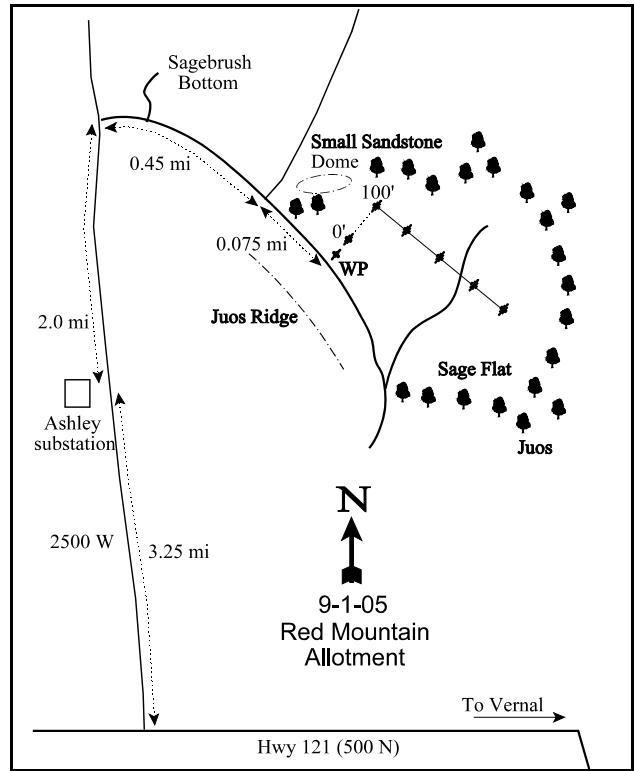 Sagebrush
Bottom
0.45 mi
Small Sandstone
Dome
100'
0'
0.075 mi
WP
Juos Ridge
2.0 mi
Sage Flat
Ashley
substation
Juos
N
2500 W
3.25 mi
9-1-05
Red Mountain
Allotment
To Vernal
Hwy 121 (500 N)